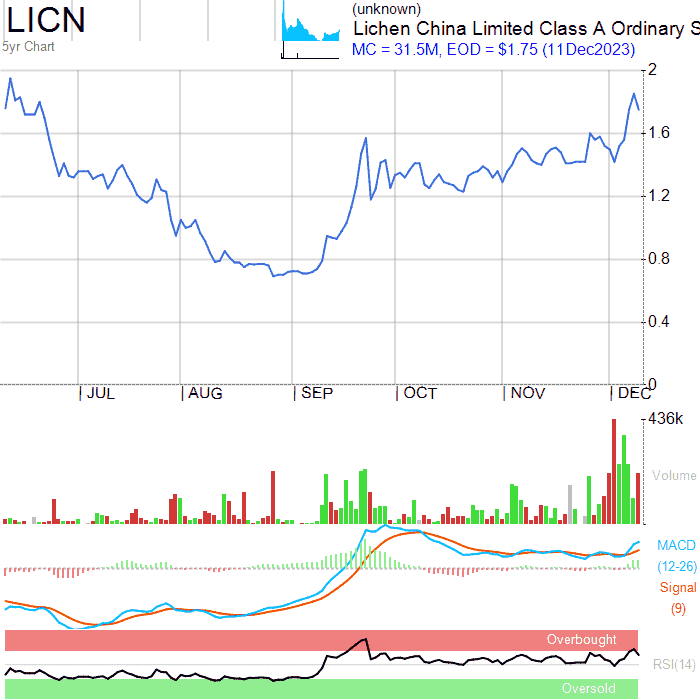 LICN
5yr Chart
(unknown)
Lichen China Limited Class A Ordinary S
MC = 31.5M, EOD = $1.75 (11Dec2023)
2
1.6
1.2
0.8
0.4
0
JUL AUG SEP OCT NOV DEC
436k
Volume
MACD
(12-26)
Signal
(9)
Overbought
RSI(14)
Oversold